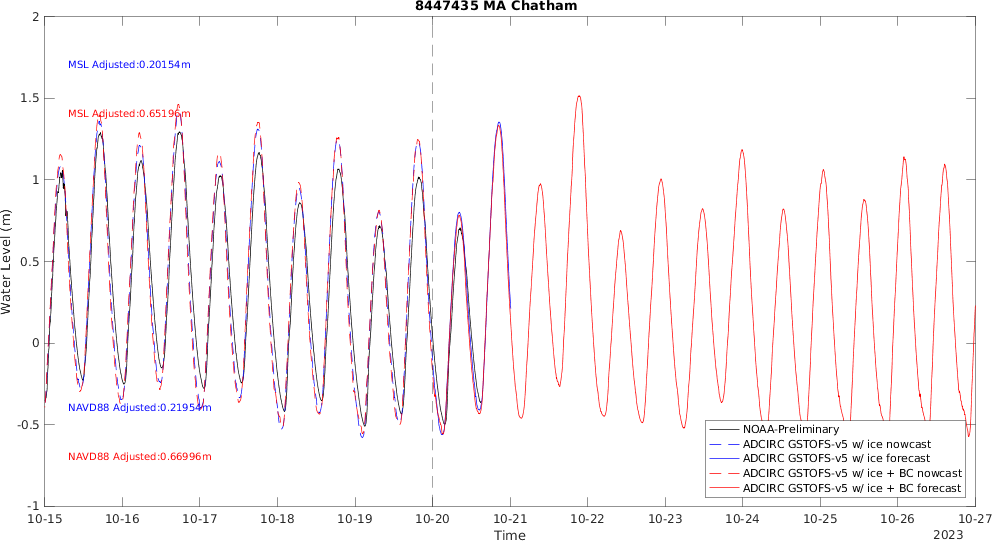 8447435 MA Chatham
2
1.5
1
0.5
0
-0.5
-1
Water Level (m)
MSL Adjusted:0.20154m
MSL Adjusted:0.65196m
NAVD88 Adjusted:0.21954m
NAVD88 Adjusted:0.66996m
NOAA-Preliminary
ADCIRC GSTOFS-v5 w/ ice nowcast
ADCIRC GSTOFS-v5 w/ ice forecast
ADCIRC GSTOFS-v5 w/ ice + BC nowcast
ADCIRC GSTOFS-v5 w/ ice + BC forecast
10-15 10-16 10-17 10-18 10-19 10-20 10-21 10-22 10-23 10-24 10-25 10-26 10-27
Time
2023